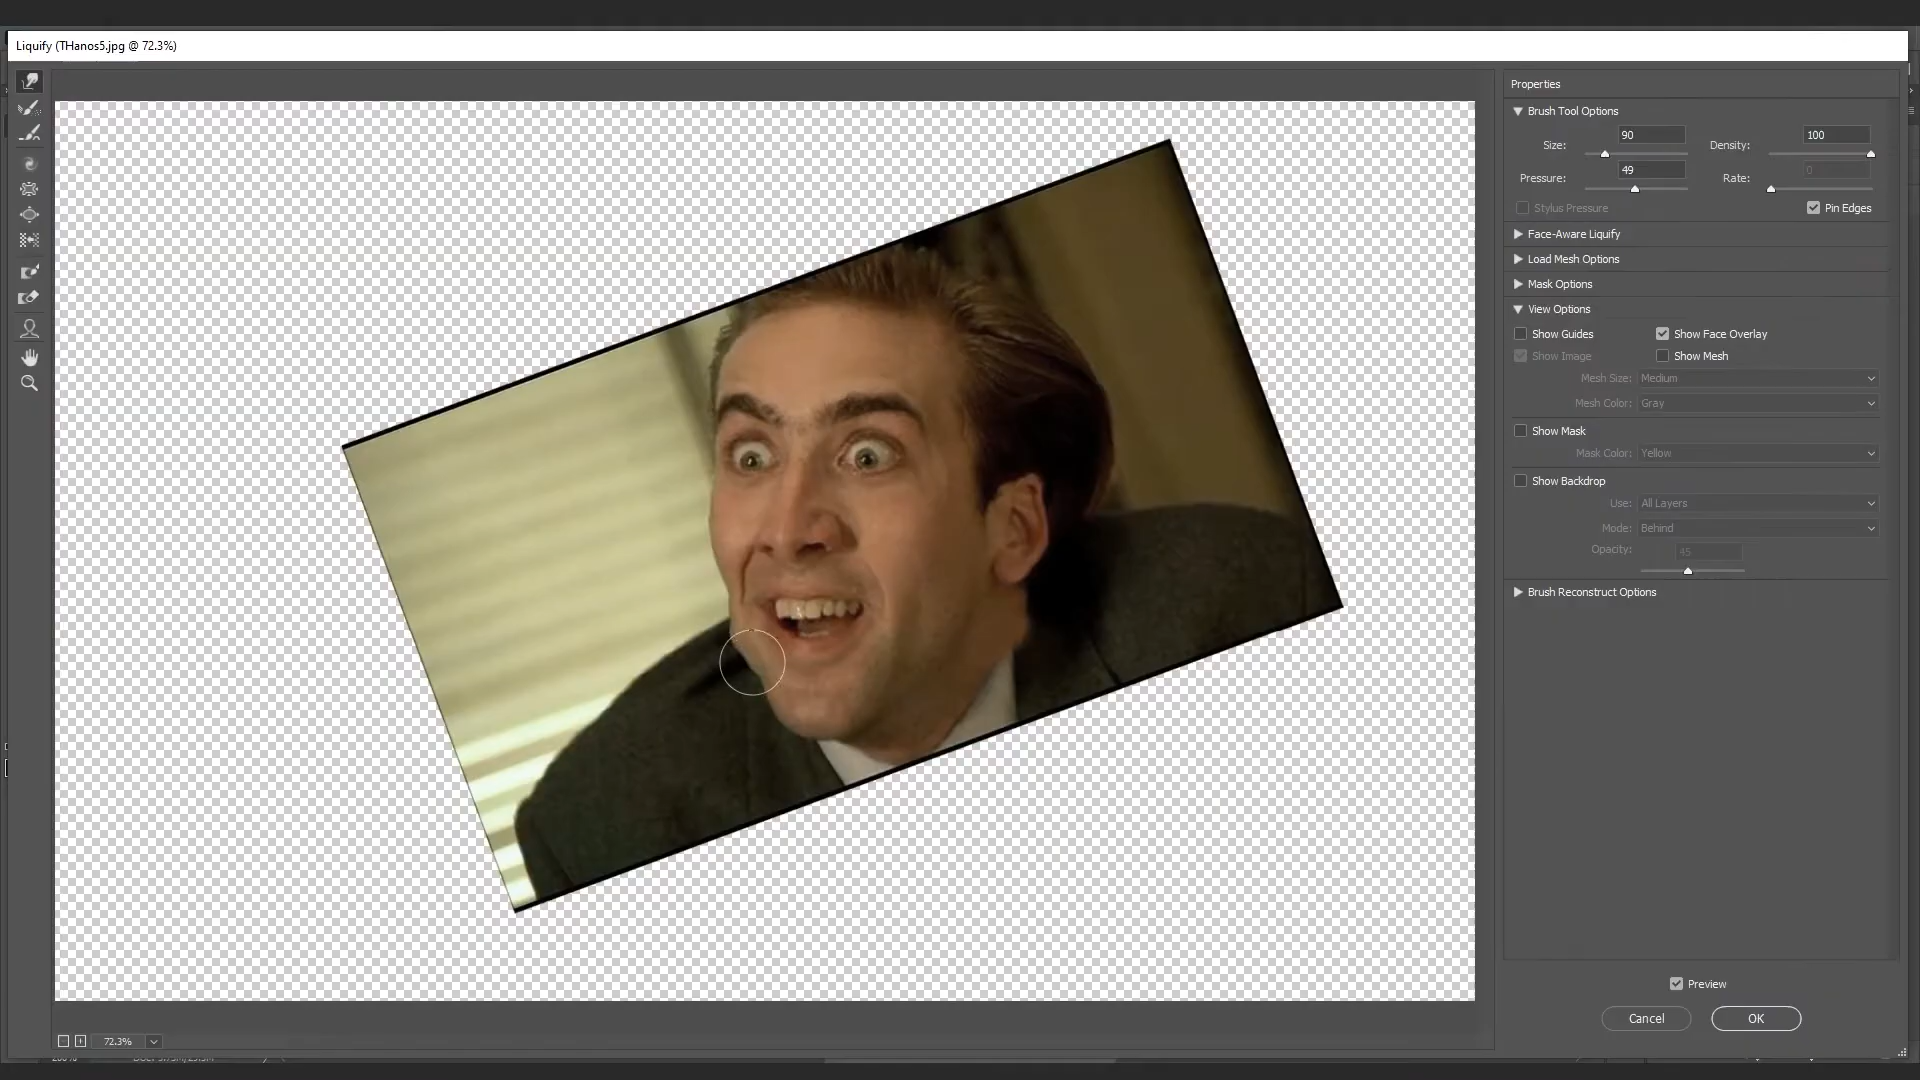 Liquify (THanos5.jpg @ 72.3%)
Properties
Brush Tool Options
Size: 90 Density: 100
Pressure: 49 Rate: 0
Stylus Pressure Pin Edges
Face-Aware Liquify
Load Mesh Options
Mask Options
View Options
Show Guides Show Face Overlay
Show Image Show Mesh
Mesh Size: Medium
Mesh Color: Gray
Show Mask
Mask Color: Yellow
Show Backdrop
Use: All Layers
Mode: Behind
Opacity: 45
Brush Reconstruct Options
Preview
Cancel OK
72.3%